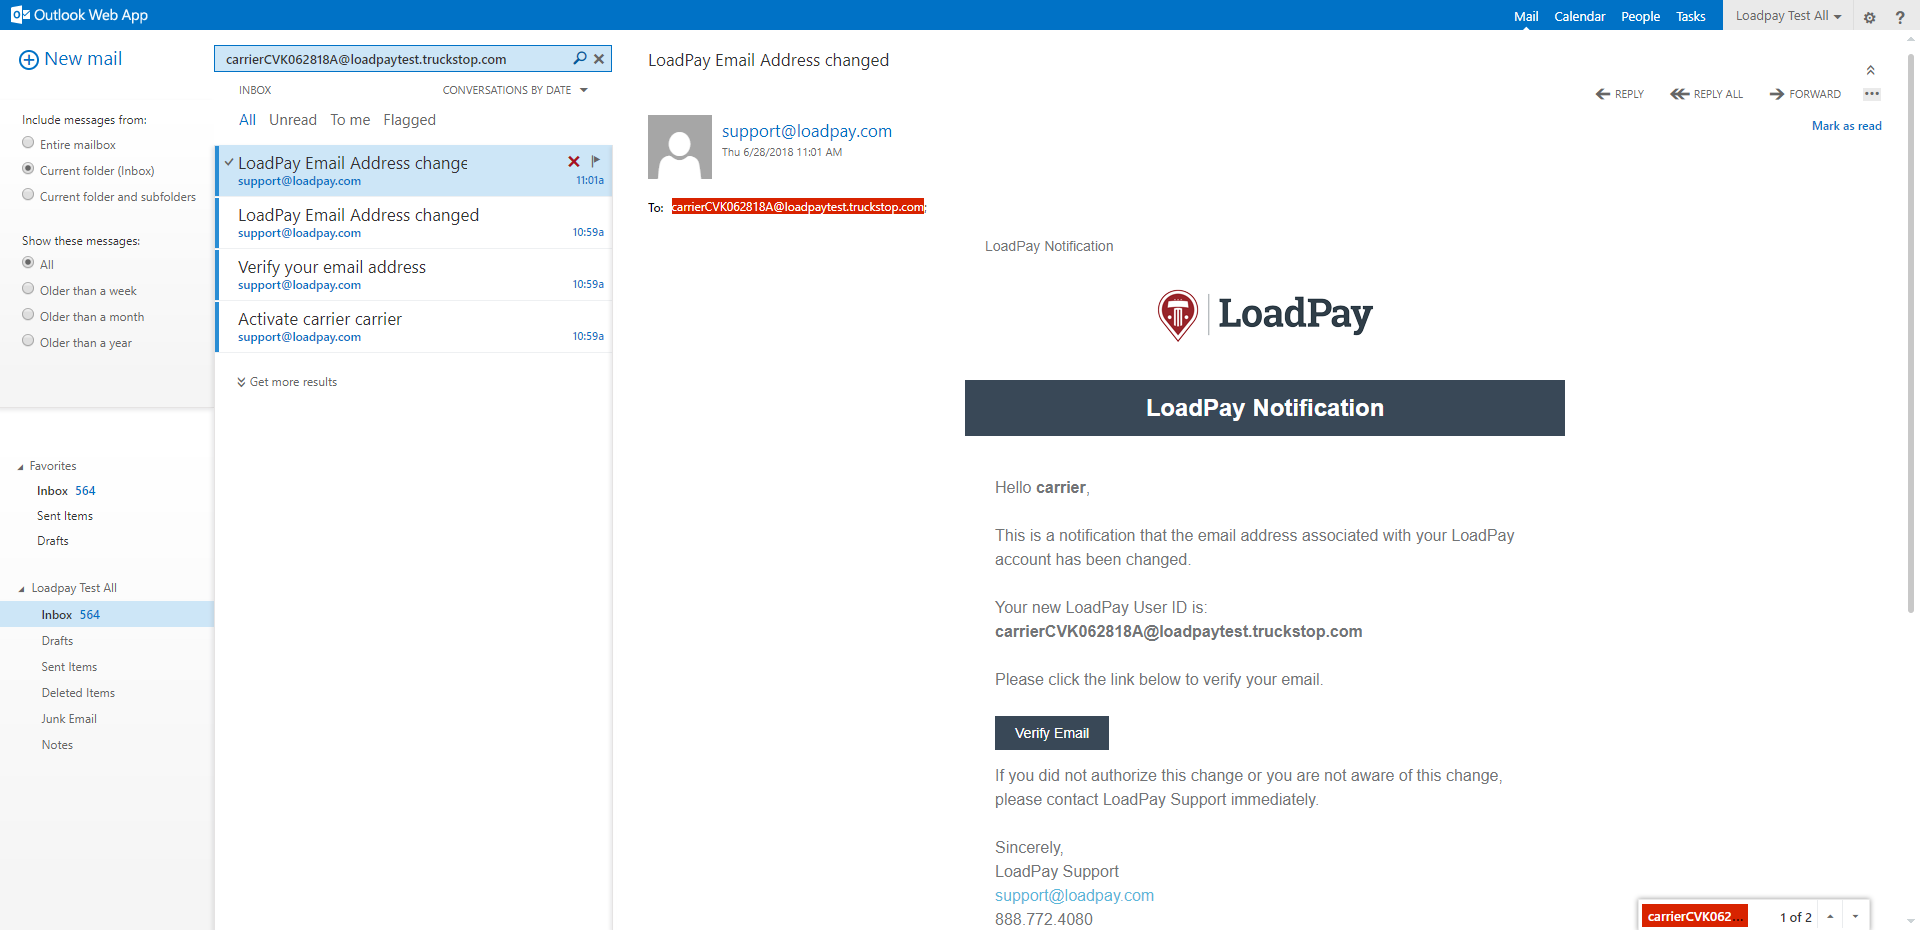 Outlook Web App
Mail Calendar People Tasks Loadpay Test All ?
New mail
Include messages from:
Entire mailbox
Current folder (Inbox)
Current folder and subfolders
Show these messages:
All
Older than a week
Older than a month
Older than a year
Favorites
Inbox 564
Sent Items
Drafts
Loadpay Test All
Inbox 564
Drafts
Sent Items
Deleted Items
Junk Email
Notes
carrierCVK062818A@loadpaytest.truckstop.com
INBOX CONVERSATIONS BY DATE
All Unread To me Flagged
LoadPay Email Address change
support@loadpay.com 11:01a
LoadPay Email Address changed
support@loadpay.com 10:59a
Verify your email address
support@loadpay.com 10:59a
Activate carrier carrier
support@loadpay.com 10:59a
Get more results
LoadPay Email Address changed
REPLY REPLY ALL FORWARD ...
Mark as read
support@loadpay.com
Thu 6/28/2018 11:01 AM
To: carrierCVK062818A@loadpaytest.truckstop.com;
LoadPay Notification
LoadPay
LoadPay Notification
Hello carrier,
This is a notification that the email address associated with your LoadPay
account has been changed.
Your new LoadPay User ID is:
carrierCVK062818A@loadpaytest.truckstop.com
Please click the link below to verify your email.
Verify Email
If you did not authorize this change or you are not aware of this change,
please contact LoadPay Support immediately.
Sincerely,
LoadPay Support
support@loadpay.com
888.772.4080
carrierCVK062... 1 of 2